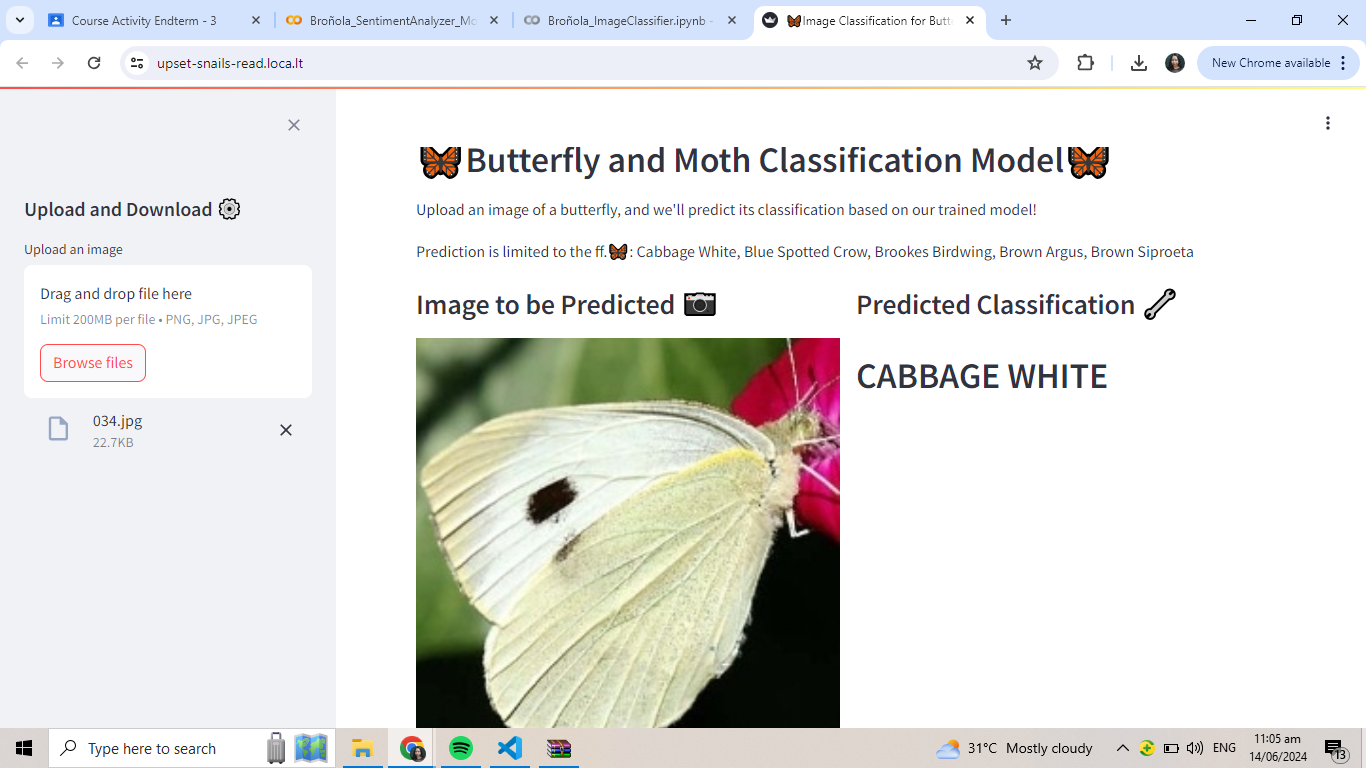 Course Activity Endterm - 3
Broñola_SentimentAnalyzer_Mo
Broñola_ImageClassifier.ipynb -
🦋Image Classification for Butt
upset-snails-read.loca.lt
New Chrome available
Upload and Download ⚙️
Upload an image
Drag and drop file here
Limit 200MB per file • PNG, JPG, JPEG
Browse files
034.jpg
22.7KB
🦋Butterfly and Moth Classification Model🦋
Upload an image of a butterfly, and we'll predict its classification based on our trained model!
Prediction is limited to the ff.🦋: Cabbage White, Blue Spotted Crow, Brookes Birdwing, Brown Argus, Brown Siproeta
Image to be Predicted 📷
Predicted Classification 🔧
CABBAGE WHITE
Type here to search
31°C Mostly cloudy
ENG
11:05 am
14/06/2024
13